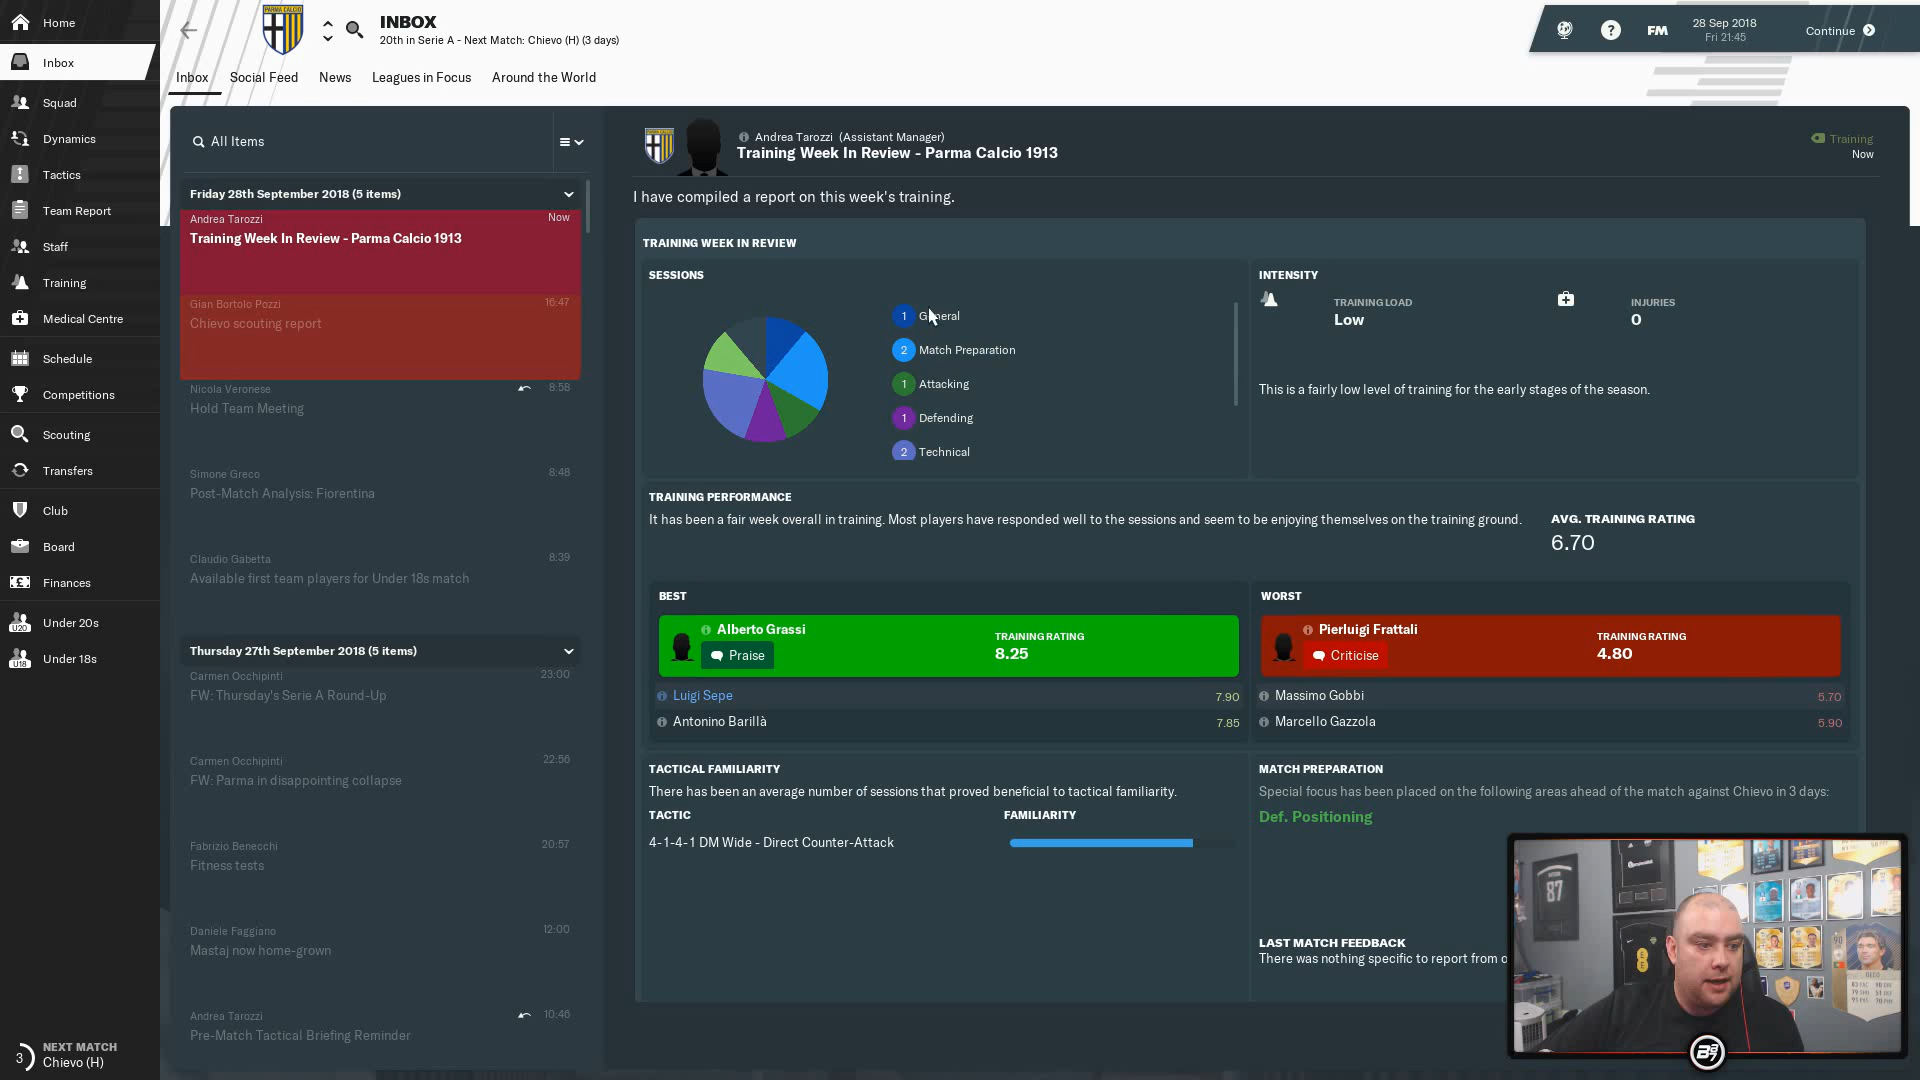 Home
Inbox
Squad
Dynamics
Tactics
Team Report
Staff
Training
Medical Centre
Schedule
Competitions
Scouting
Transfers
Club
Board
Finances
U20
Under 20s
U18
Under 18s
3
NEXT MATCH
Chievo (H)
PARMA CALCIO
INBOX
20th in Serie A - Next Match: Chievo (H) (3 days)
?
FM
28 Sep 2018
Fri 21:45
Continue
Inbox
Social Feed
News
Leagues in Focus
Around the World
All Items
Friday 28th September 2018 (5 items)
Andrea Tarozzi
Now
Training Week In Review - Parma Calcio 1913
Gian Bortolo Pozzi
16:47
Chievo scouting report
Nicola Veronese
8:58
Hold Team Meeting
Simone Greco
8:48
Post-Match Analysis: Fiorentina
Claudio Gabetta
8:39
Available first team players for Under 18s match
Thursday 27th September 2018 (5 items)
Carmen Occhipinti
23:00
FW: Thursday's Serie A Round-Up
Carmen Occhipinti
22:56
FW: Parma in disappointing collapse
Fabrizio Benecchi
20:57
Fitness tests
Daniele Faggiano
12:00
Mastaj now home-grown
Andrea Tarozzi
10:46
Pre-Match Tactical Briefing Reminder
Andrea Tarozzi (Assistant Manager)
Training Week In Review - Parma Calcio 1913
Training
Now
I have compiled a report on this week's training.
TRAINING WEEK IN REVIEW
SESSIONS
1 General
2 Match Preparation
1 Attacking
1 Defending
2 Technical
INTENSITY
TRAINING LOAD
Low
INJURIES
0
This is a fairly low level of training for the early stages of the season.
TRAINING PERFORMANCE
It has been a fair week overall in training. Most players have responded well to the sessions and seem to be enjoying themselves on the training ground.
AVG. TRAINING RATING
6.70
BEST
Alberto Grassi
Praise
TRAINING RATING
8.25
Luigi Sepe
7.90
Antonino Barillà
7.85
WORST
Pierluigi Frattali
Criticise
TRAINING RATING
4.80
Massimo Gobbi
5.70
Marcello Gazzola
5.90
TACTICAL FAMILIARITY
There has been an average number of sessions that proved beneficial to tactical familiarity.
TACTIC
FAMILIARITY
4-1-4-1 DM Wide - Direct Counter-Attack
MATCH PREPARATION
Special focus has been placed on the following areas ahead of the match against Chievo in 3 days:
Def. Positioning
LAST MATCH FEEDBACK
There was nothing specific to report from o
87